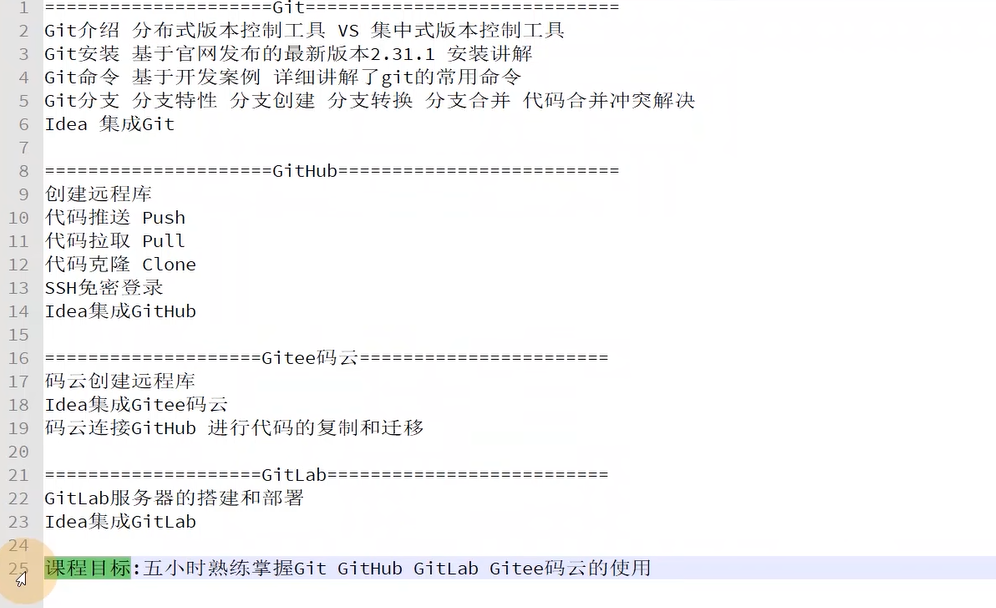 1 =====================Git=============================
2 Git介绍 分布式版本控制工具 VS 集中式版本控制工具
3 Git安装 基于官网发布的最新版本2.31.1 安装讲解
4 Git命令 基于开发案例 详细讲解了git的常用命令
5 Git分支 分支特性 分支创建 分支转换 分支合并 代码合并冲突解决
6 Idea 集成Git
7
8 =====================GitHub==========================
9 创建远程库
10 代码推送 Push
11 代码拉取 Pull
12 代码克隆 Clone
13 SSH免密登录
14 Idea集成GitHub
15
16 ====================Gitee码云=======================
17 码云创建远程库
18 Idea集成Gitee码云
19 码云连接GitHub 进行代码的复制和迁移
20
21 ====================GitLab==========================
22 GitLab服务器的搭建和部署
23 Idea集成GitLab
24
25 课程目标:五小时熟练掌握Git GitHub GitLab Gitee码云的使用